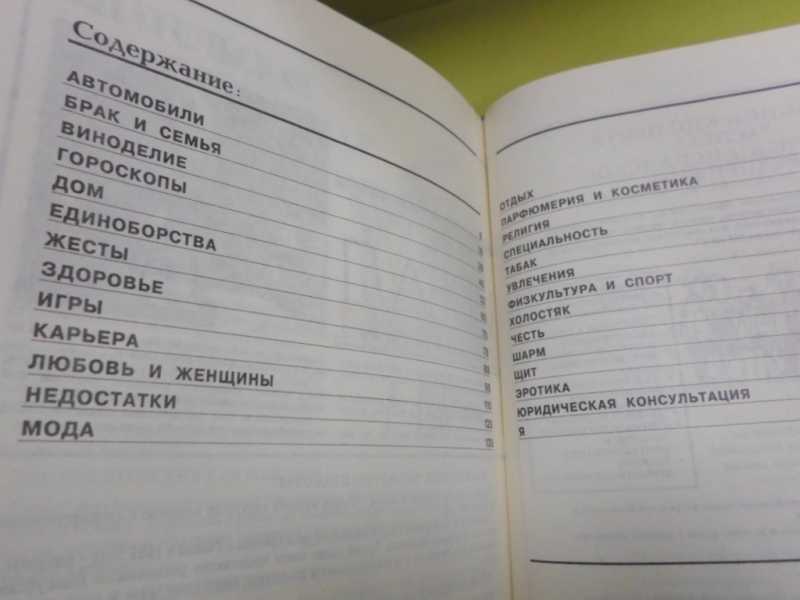 Содержание:
АВТОМОБИЛИ
БРАК И СЕМЬЯ
ВИНОДЕЛИЕ
ГОРОСКОПЫ
ДОМ
ЕДИНОБОРСТВА
ЖЕСТЫ
ЗДОРОВЬЕ
ИГРЫ
КАРЬЕРА
ЛЮБОВЬ И ЖЕНЩИНЫ
НЕДОСТАТКИ
МОДА
ОТДЫХ
ПАРФЮМЕРИЯ И КОСМЕТИКА
РЕЛИГИЯ
СПЕЦИАЛЬНОСТЬ
ТАБАК
УВЛЕЧЕНИЯ
ФИЗКУЛЬТУРА И СПОРТ
ХОЛОСТЯК
ЧЕСТЬ
ШАРМ
ЩИТ
ЭРОТИКА
ЮРИДИЧЕСКАЯ КОНСУЛЬТАЦИЯ
Я